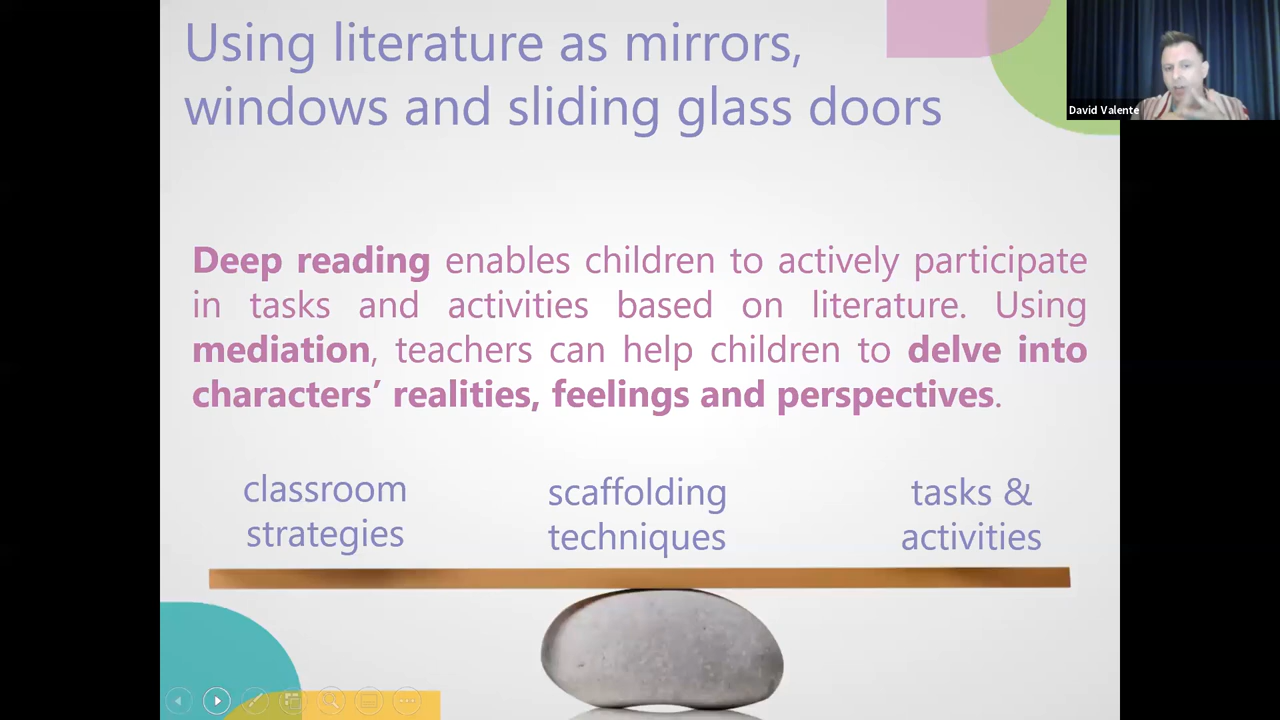 Using literature as mirrors,
windows and sliding glass doors
David Valente
Deep reading enables children to actively participate
in tasks and activities based on literature. Using
mediation, teachers can help children to delve into
characters’ realities, feelings and perspectives.
classroom
strategies
scaffolding
techniques
tasks &
activities